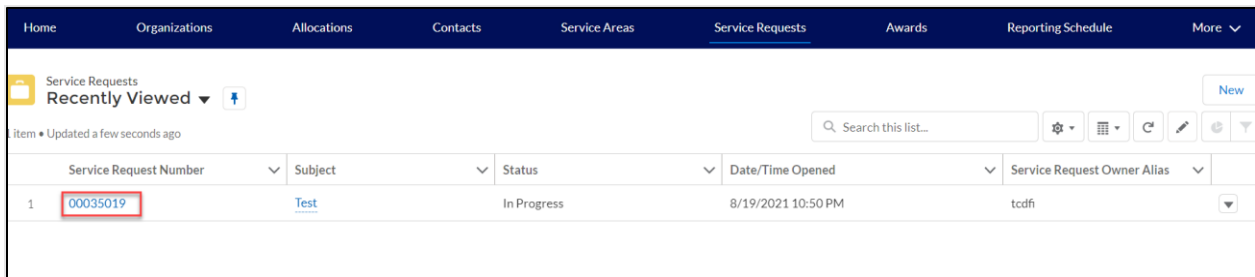 Home Organizations Allocations Contacts Service Areas Service Requests Awards Reporting Schedule More
Service Requests
Recently Viewed
New
1 item • Updated a few seconds ago
Search this list...
Service Request Number Subject Status Date/Time Opened Service Request Owner Alias
1 00035019 Test In Progress 8/19/2021 10:50 PM tcdfi